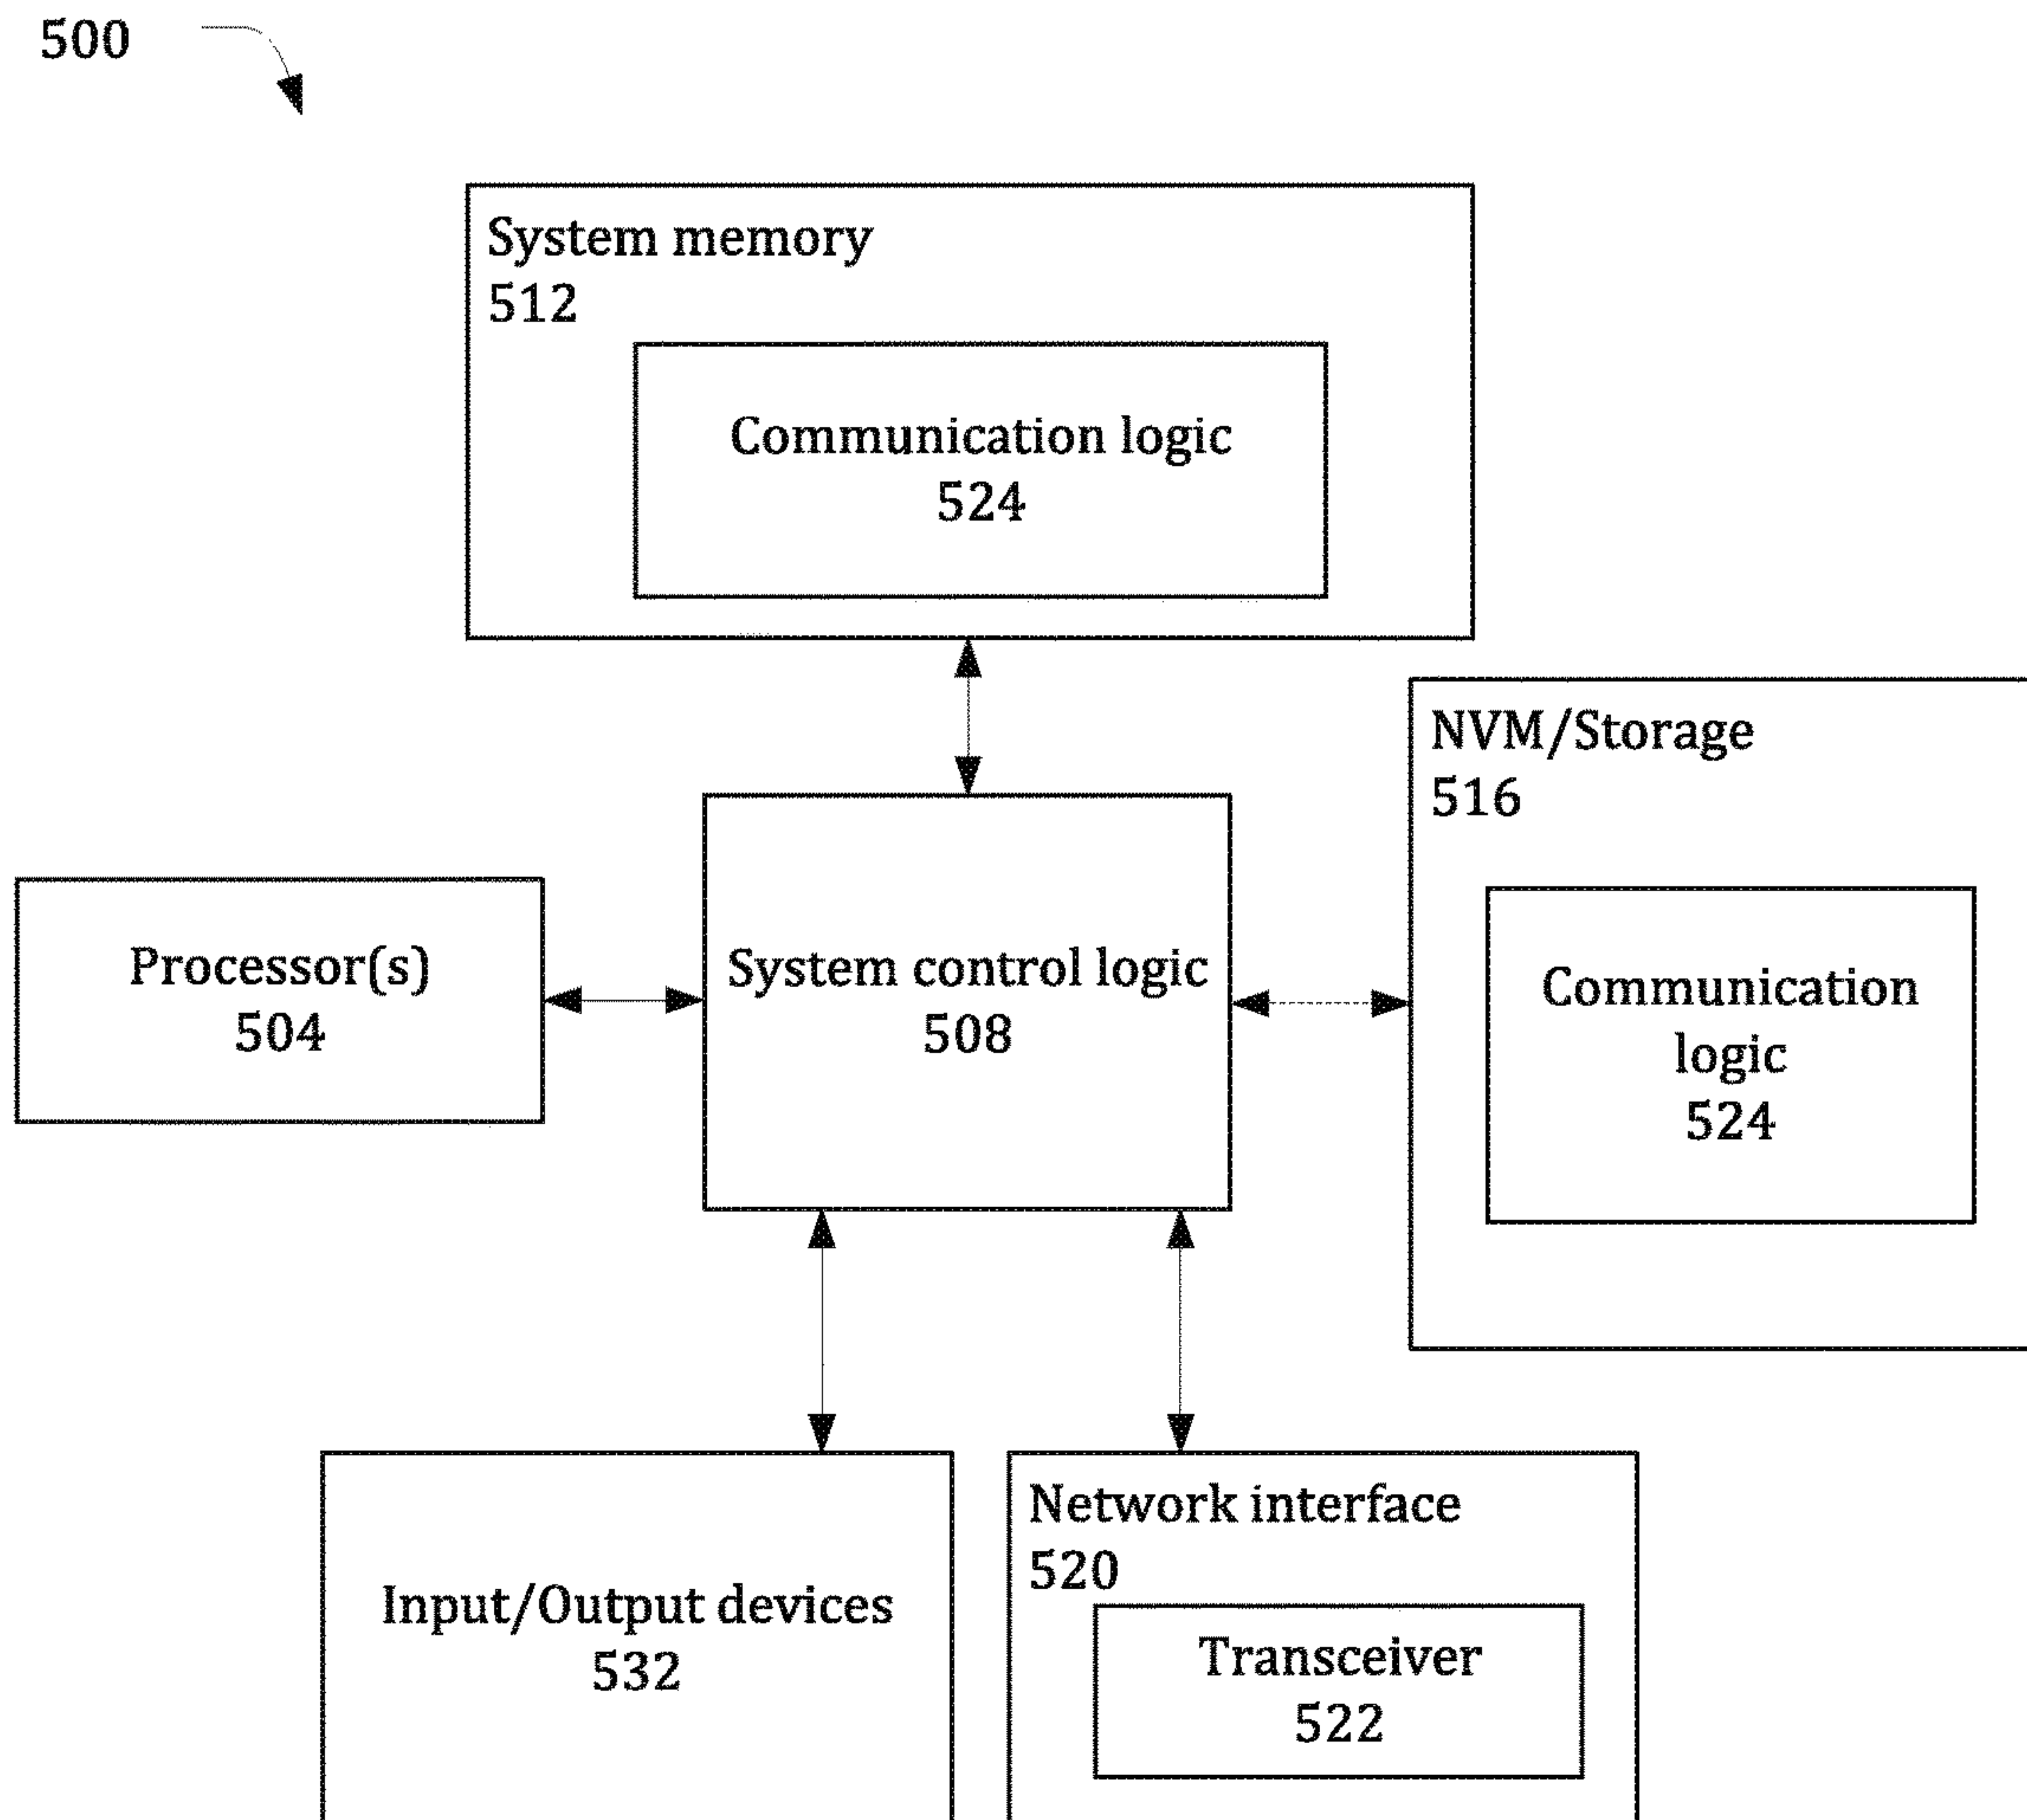 500
System memory
512
Communication logic
524
NVM/Storage
516
Communication
logic
524
Processor(s)
504
System control logic
508
Input/Output devices
532
Network interface
520
Transceiver
522